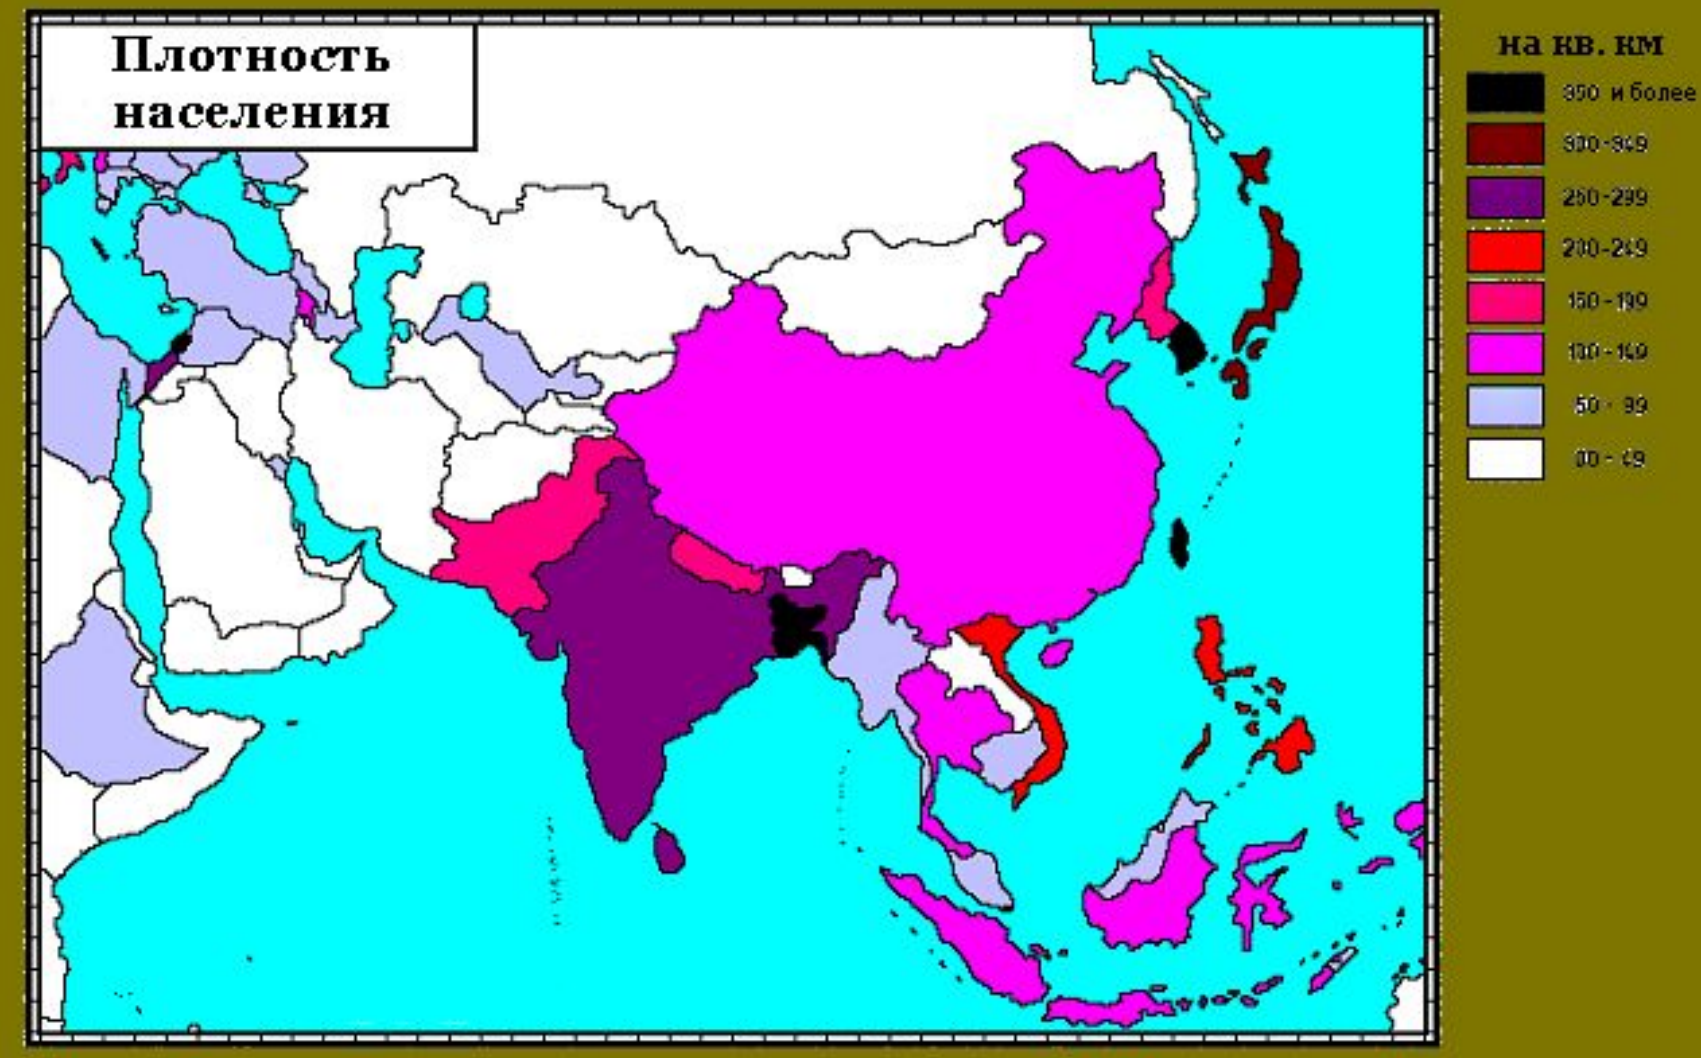 Плотность
населения
на кв. км
350 и более
300-349
250-299
200-249
150-199
100-149
50 - 99
00 - 49